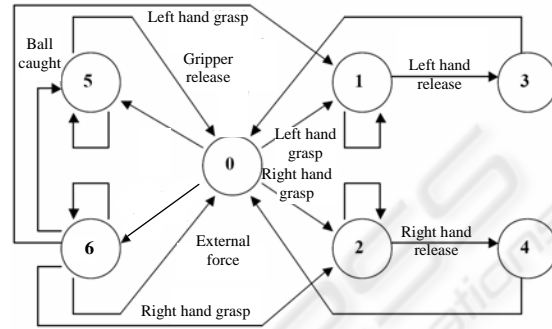 Left hand grasp
Ball
caught
5
Gripper
release
1
Left hand
release
3
Left hand
grasp
0
Right hand
grasp
6
External
force
2
Right hand
release
4
Right hand grasp